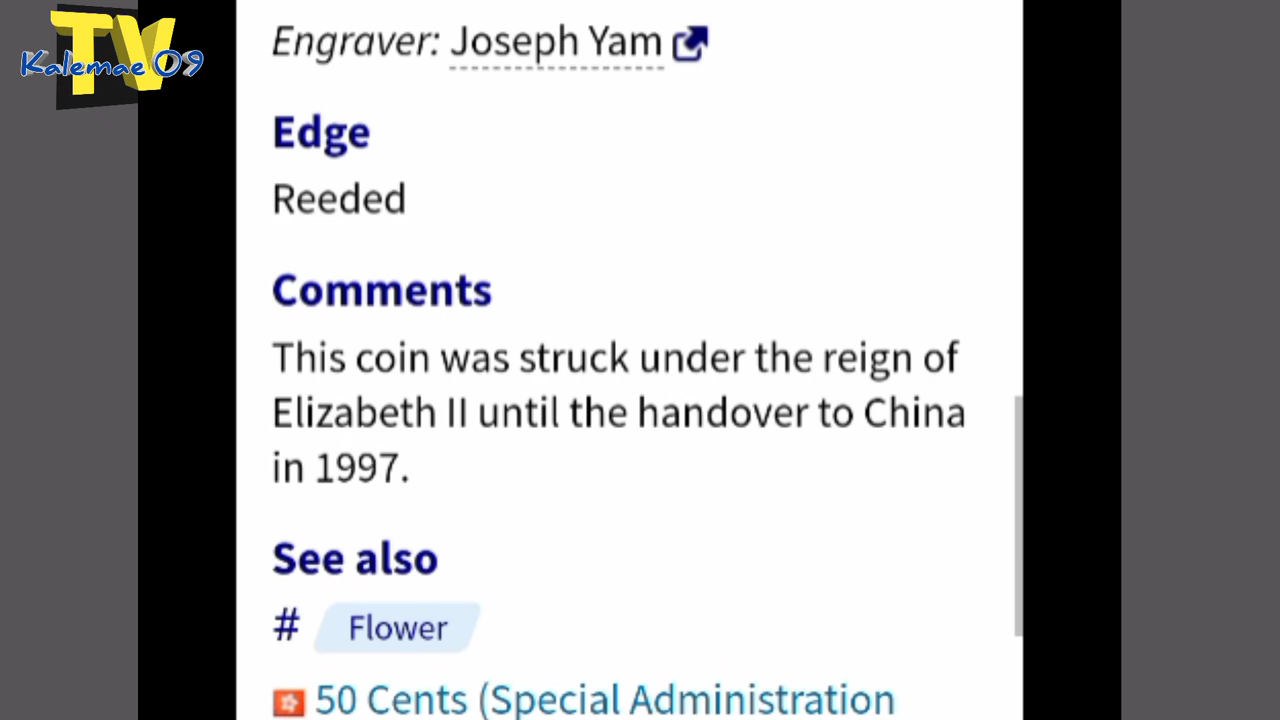 TV
Kalemae 09
Engraver: Joseph Yam
Edge
Reeded
Comments
This coin was struck under the reign of
Elizabeth II until the handover to China
in 1997.
See also
# Flower
50 Cents (Special Administration